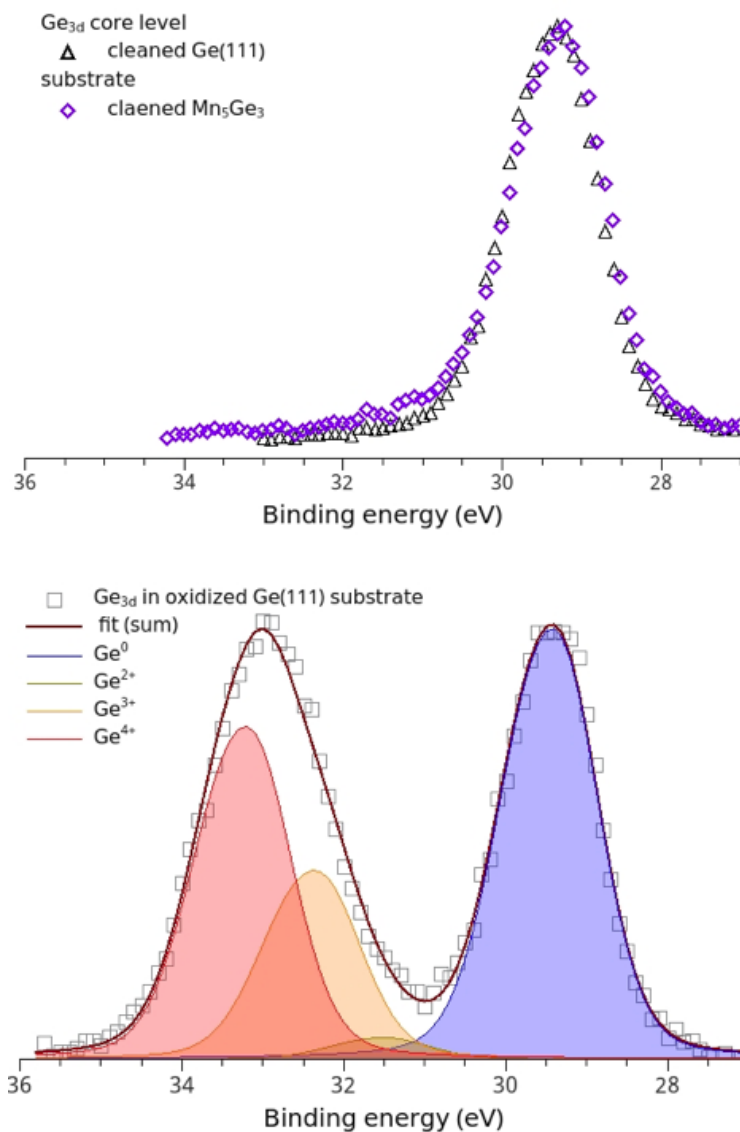 Ge₃d core level
cleaned Ge(111)
substrate
claened Mn₅Ge₃
36 34 32 30 28
Binding energy (eV)
Ge₃d in oxidized Ge(111) substrate
fit (sum)
Ge⁰
Ge²⁺
Ge³⁺
Ge⁴⁺
36 34 32 30 28
Binding energy (eV)